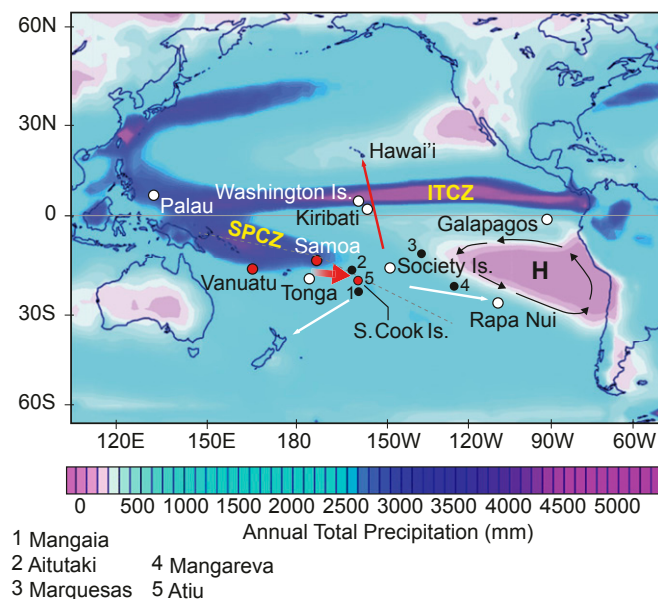 60N
30N
0
30S
60S
Hawai'i
Washington Is.
ITCZ
Palau
Kiribati
Galapagos
SPCZ
Samoa
3
H
2
Society Is.
Vanuatu
5
4
Tonga
1
Rapa Nui
S. Cook Is.
120E 150E 180 150W 120W 90W 60W
0 500 1000 1500 2000 2500 3000 3500 4000 4500 5000
Annual Total Precipitation (mm)
1 Mangaia
2 Aitutaki 4 Mangareva
3 Marquesas 5 Atiu